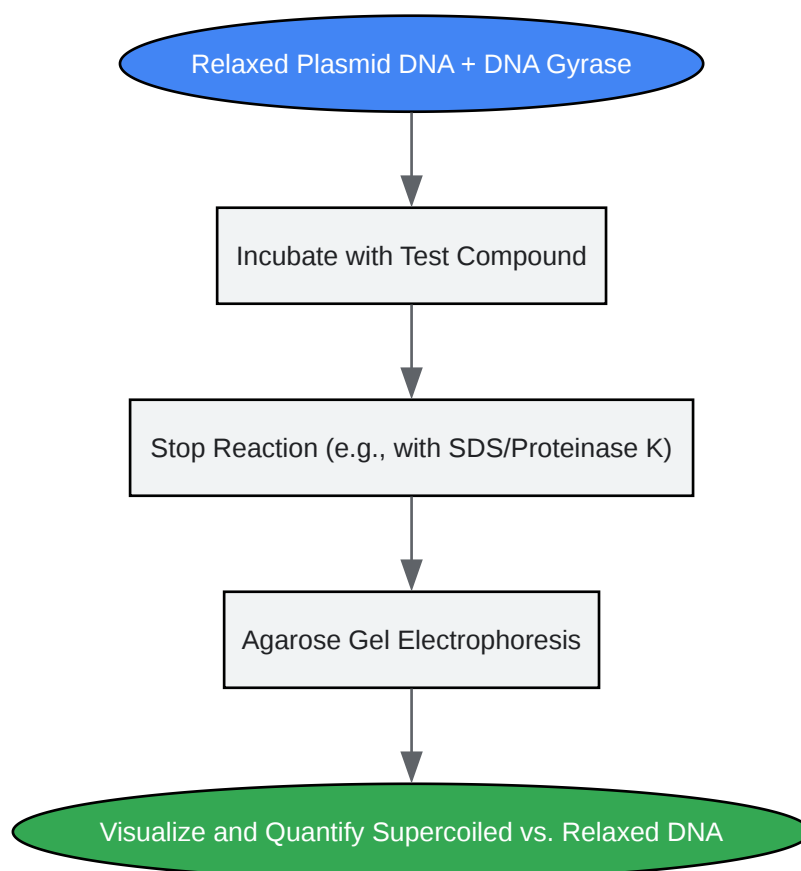 Relaxed Plasmid DNA + DNA Gyrase
Incubate with Test Compound
Stop Reaction (e.g., with SDS/Proteinase K)
Agarose Gel Electrophoresis
Visualize and Quantify Supercoiled vs. Relaxed DNA